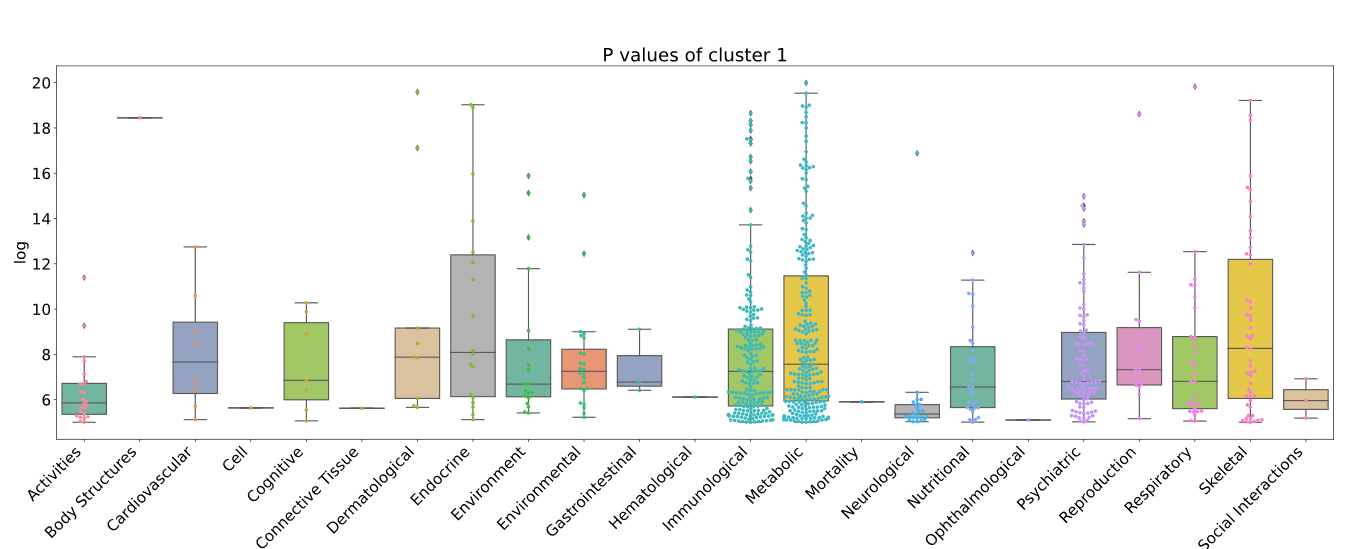 P values of cluster 1
log
20
18
16
14
12
10
8
6
Activities
Body Structures
Cardiovascular
Cell
Cognitive
Connective Tissue
Dermatological
Endocrine
Environment
Environmental
Gastrointestinal
Hematological
Immunological
Metabolic
Mortality
Neurological
Nutritional
Ophthalmological
Psychiatric
Reproduction
Respiratory
Skeletal
Social Interactions